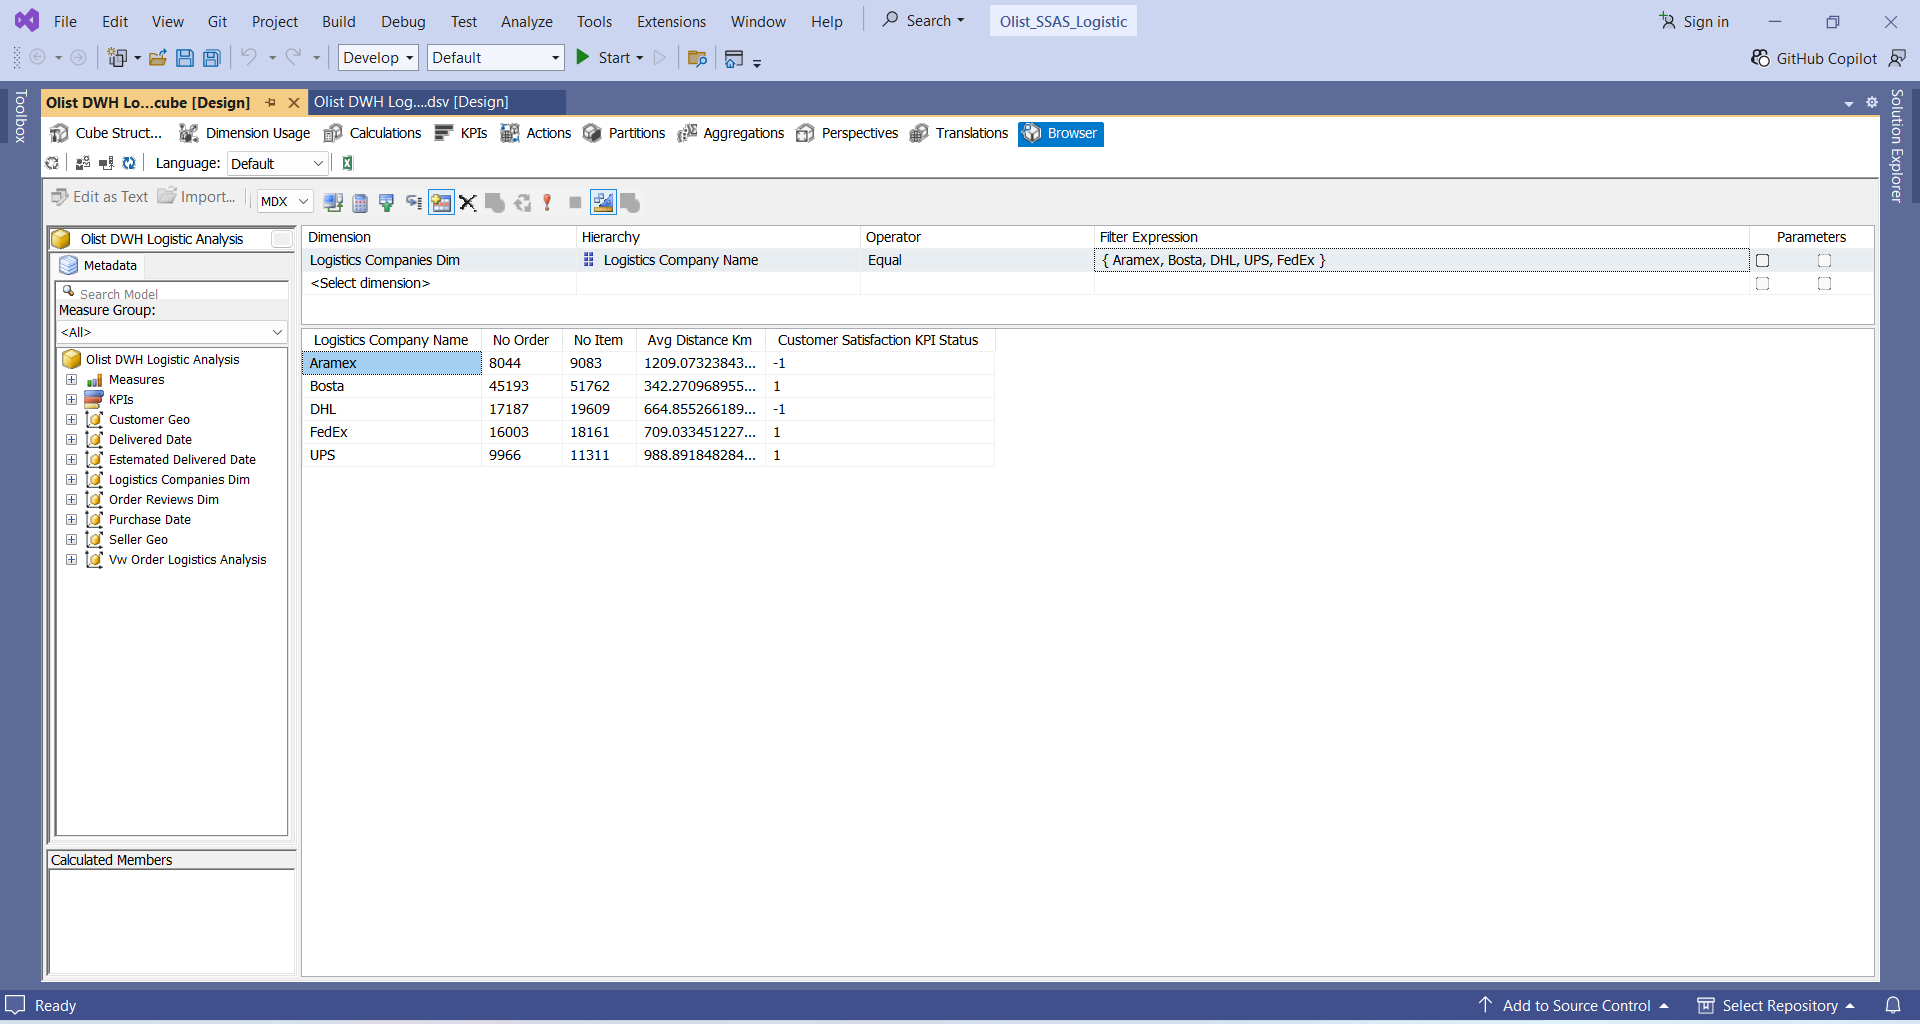 File Edit View Git Project Build Debug Test Analyze Tools Extensions Window Help Search Olist_SSAS_Logistic Sign in
Develop Default Start GitHub Copilot
Toolbox
Olist DWH Lo...cube [Design] Olist DWH Log....dsv [Design]
Cube Struct... Dimension Usage Calculations KPIs Actions Partitions Aggregations Perspectives Translations Browser
Language: Default
Edit as Text Import... MDX
Olist DWH Logistic Analysis
Metadata
Search Model
Measure Group:
<All>
Olist DWH Logistic Analysis
Measures
KPIs
Customer Geo
Delivered Date
Estemated Delivered Date
Logistics Companies Dim
Order Reviews Dim
Purchase Date
Seller Geo
Vw Order Logistics Analysis
Calculated Members
Dimension Hierarchy Operator Filter Expression Parameters
Logistics Companies Dim Logistics Company Name Equal { Aramex, Bosta, DHL, UPS, FedEx }
<Select dimension>
Logistics Company Name No Order No Item Avg Distance Km Customer Satisfaction KPI Status
Aramex 8044 9083 1209.07323843... -1
Bosta 45193 51762 342.270968955... 1
DHL 17187 19609 664.855266189... -1
FedEx 16003 18161 709.033451227... 1
UPS 9966 11311 988.891848284... 1
Solution Explorer
Ready Add to Source Control Select Repository